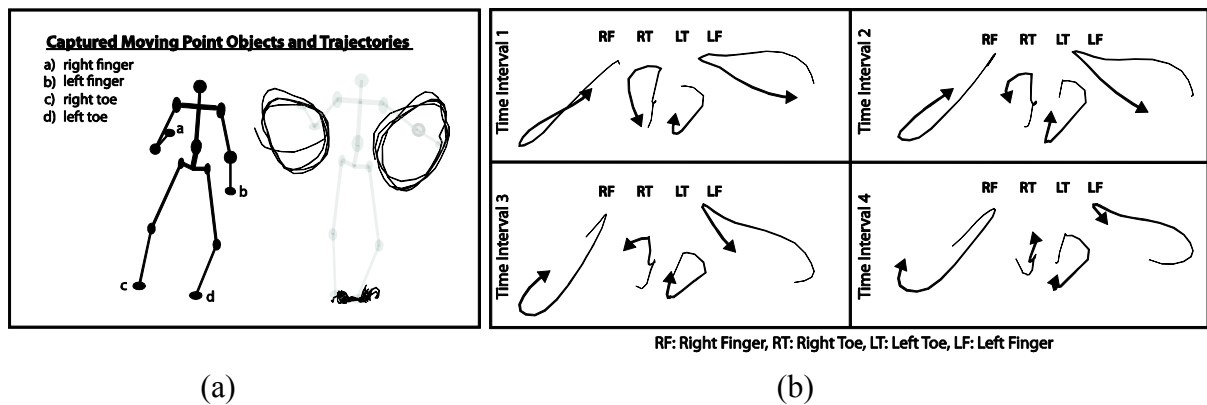 Captured Moving Point Objects and Trajectories
a) right finger
b) left finger
c) right toe
d) left toe
a
b
c
d
Time Interval 1
RF RT LT LF
Time Interval 2
RF RT LT LF
Time Interval 3
RF RT LT LF
Time Interval 4
RF RT LT LF
RF: Right Finger, RT: Right Toe, LT: Left Toe, LF: Left Finger
(a)
(b)